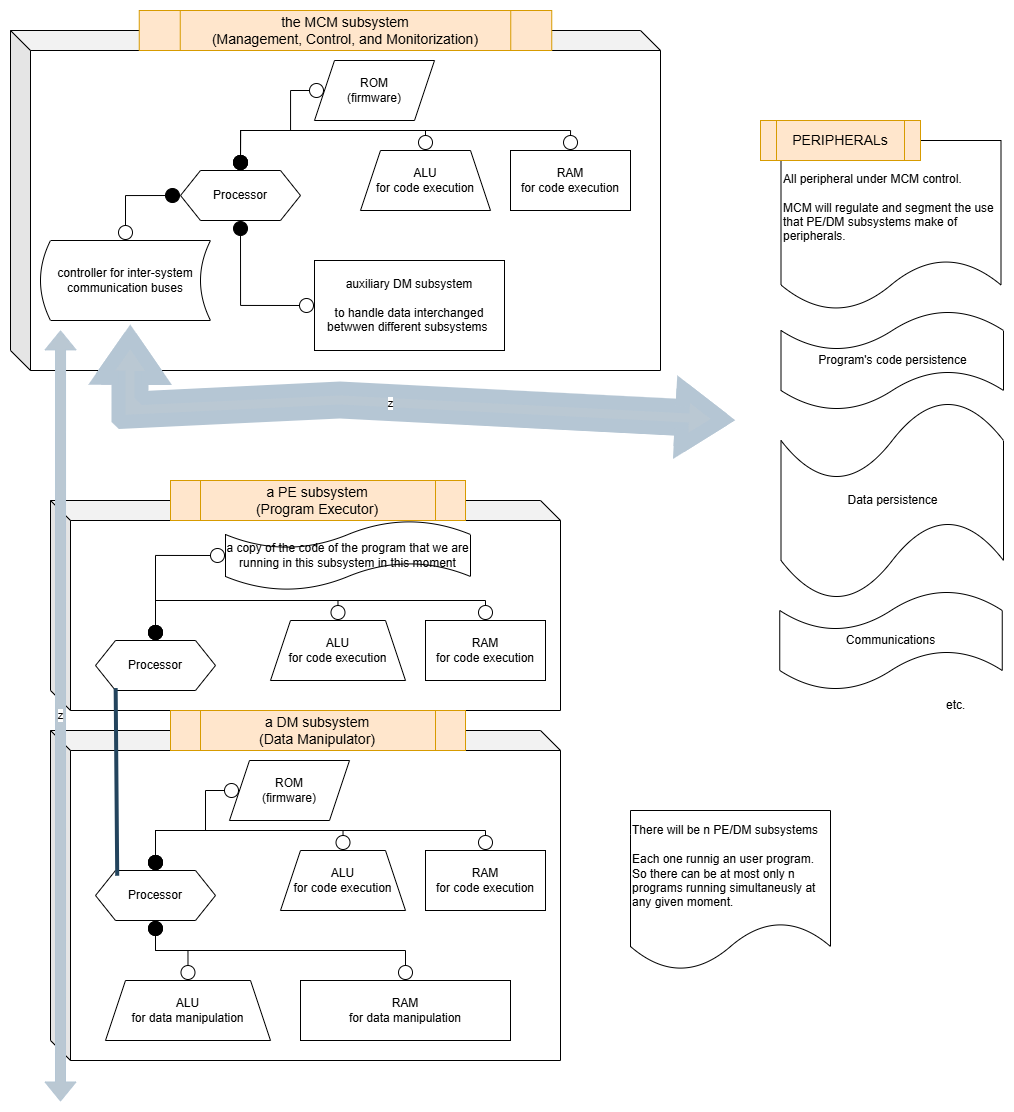 the MCM subsystem
(Management, Control, and Monitorization)
ROM
(firmware)
ALU
for code execution
RAM
for code execution
Processor
controller for inter-system
communication buses
auxiliary DM subsystem
to handle data interchanged
betwwen different subsystems
z
PERIPHERALs
All peripheral under MCM control.
MCM will regulate and segment the use
that PE/DM subsystems make of
peripherals.
Program's code persistence
Data persistence
Communications
etc.
a PE subsystem
(Program Executor)
a copy of the code of the program that we are
running in this subsystem in this moment
ALU
for code execution
RAM
for code execution
Processor
z
a DM subsystem
(Data Manipulator)
ROM
(firmware)
ALU
for code execution
RAM
for code execution
Processor
ALU
for data manipulation
RAM
for data manipulation
There will be n PE/DM subsystems
Each one runnig an user program.
So there can be at most only n
programs running simultaneusly at
any given moment.